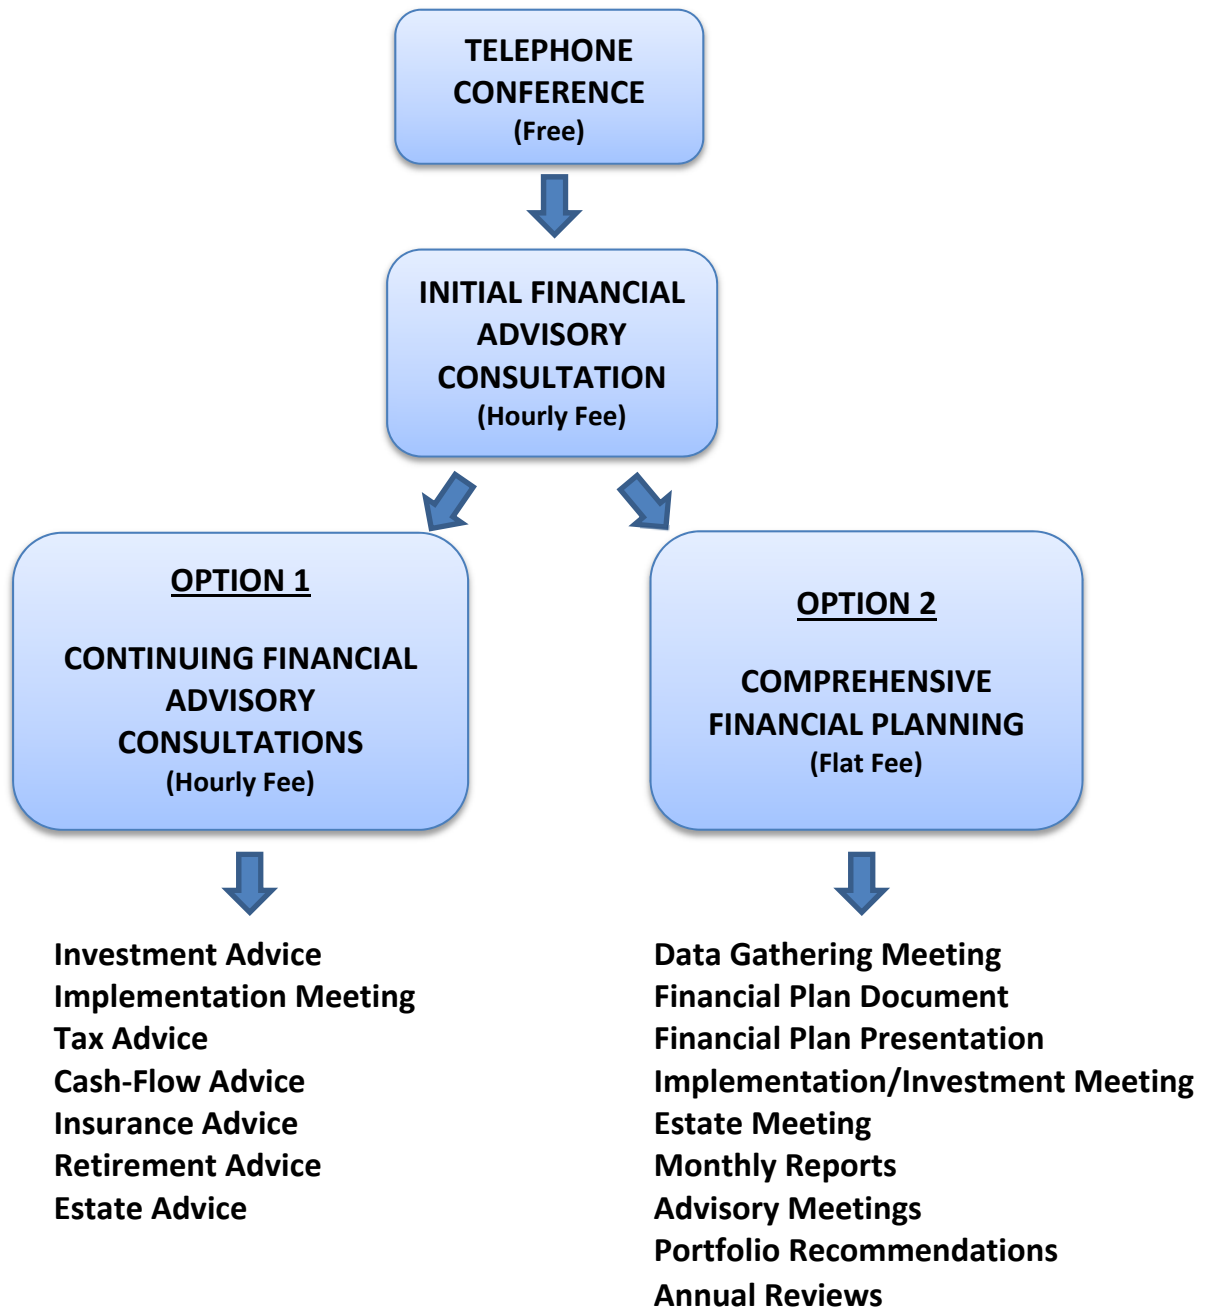 TELEPHONE
CONFERENCE
(Free)
INITIAL FINANCIAL
ADVISORY
CONSULTATION
(Hourly Fee)
OPTION 1
CONTINUING FINANCIAL
ADVISORY
CONSULTATIONS
(Hourly Fee)
OPTION 2
COMPREHENSIVE
FINANCIAL PLANNING
(Flat Fee)
Investment Advice
Implementation Meeting
Tax Advice
Cash-Flow Advice
Insurance Advice
Retirement Advice
Estate Advice
Data Gathering Meeting
Financial Plan Document
Financial Plan Presentation
Implementation/Investment Meeting
Estate Meeting
Monthly Reports
Advisory Meetings
Portfolio Recommendations
Annual Reviews